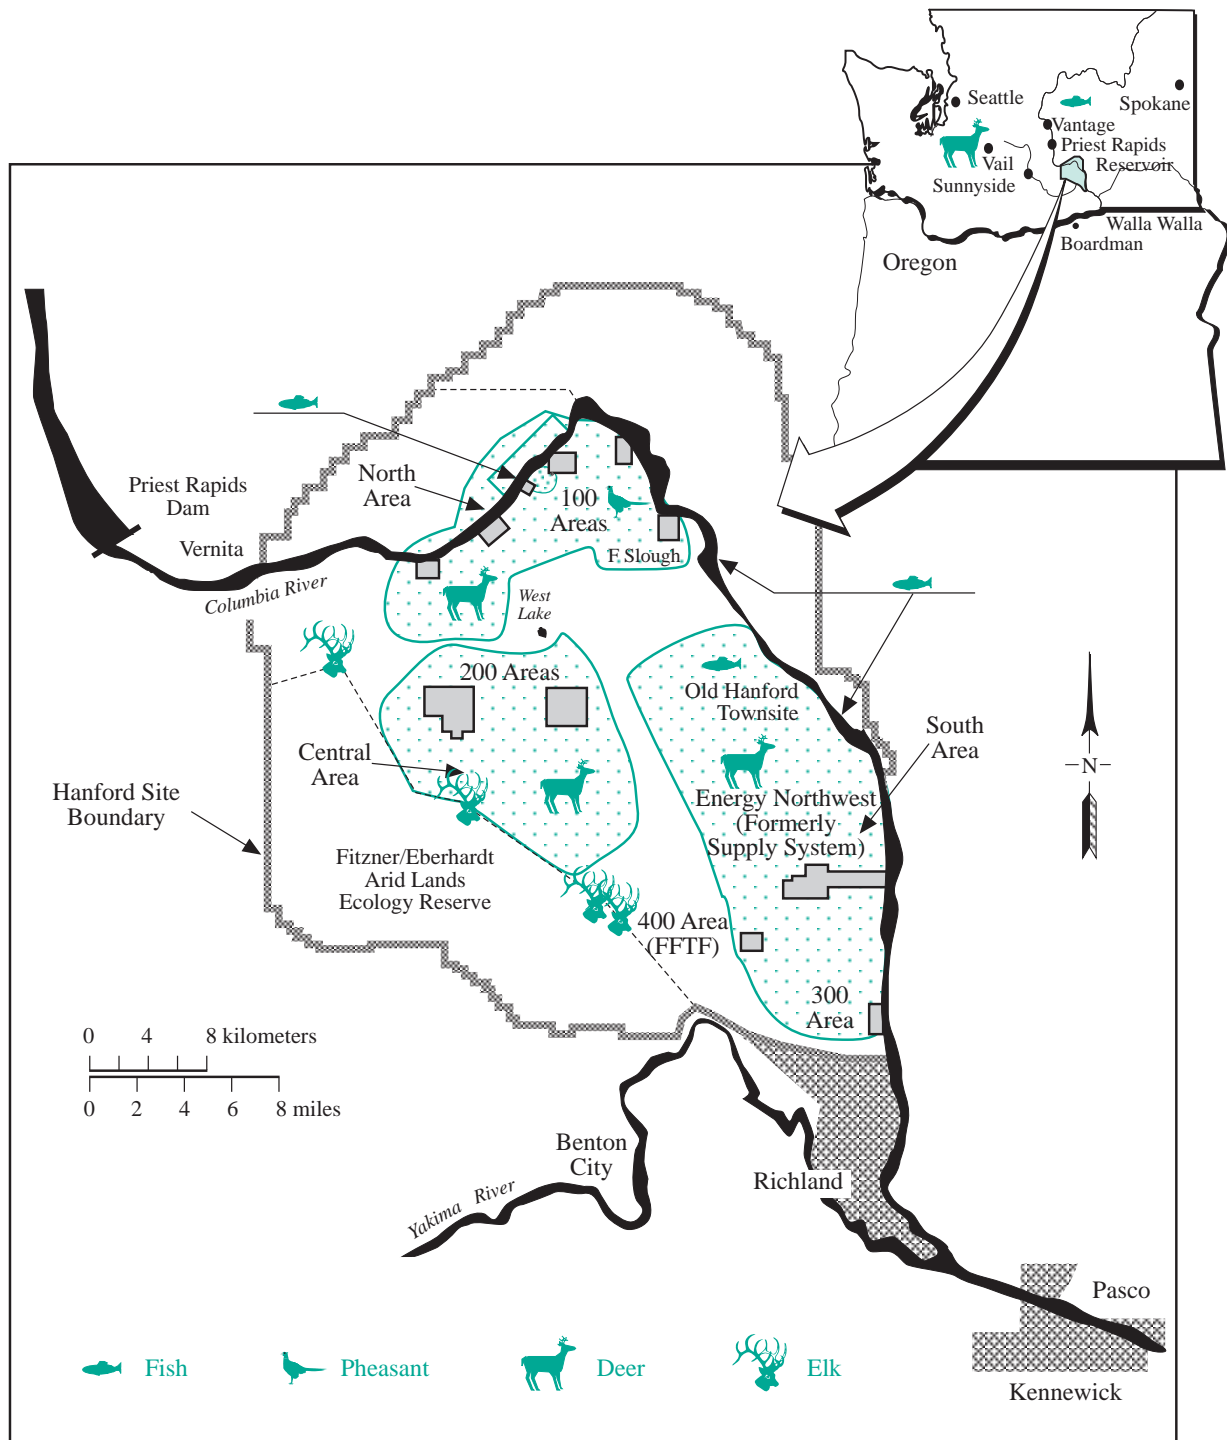 Seattle
Spokane
Vantage
Priest Rapids
Reservoir
Vail
Sunnyside
Walla Walla
Boardman
Oregon
North
Area
Priest Rapids
Dam
Vernita
Columbia River
100
Areas
F Slough
West
Lake
200 Areas
Old Hanford
Townsite
South
Area
Central
Area
Hanford Site
Boundary
Energy Northwest
(Formerly
Supply System)
N
Fitzner/Eberhardt
Arid Lands
Ecology Reserve
400 Area
(FFTF)
300
Area
0 4 8 kilometers
0 2 4 6 8 miles
Benton
City
Richland
Yakima River
Pasco
Kennewick
Fish
Pheasant
Deer
Elk